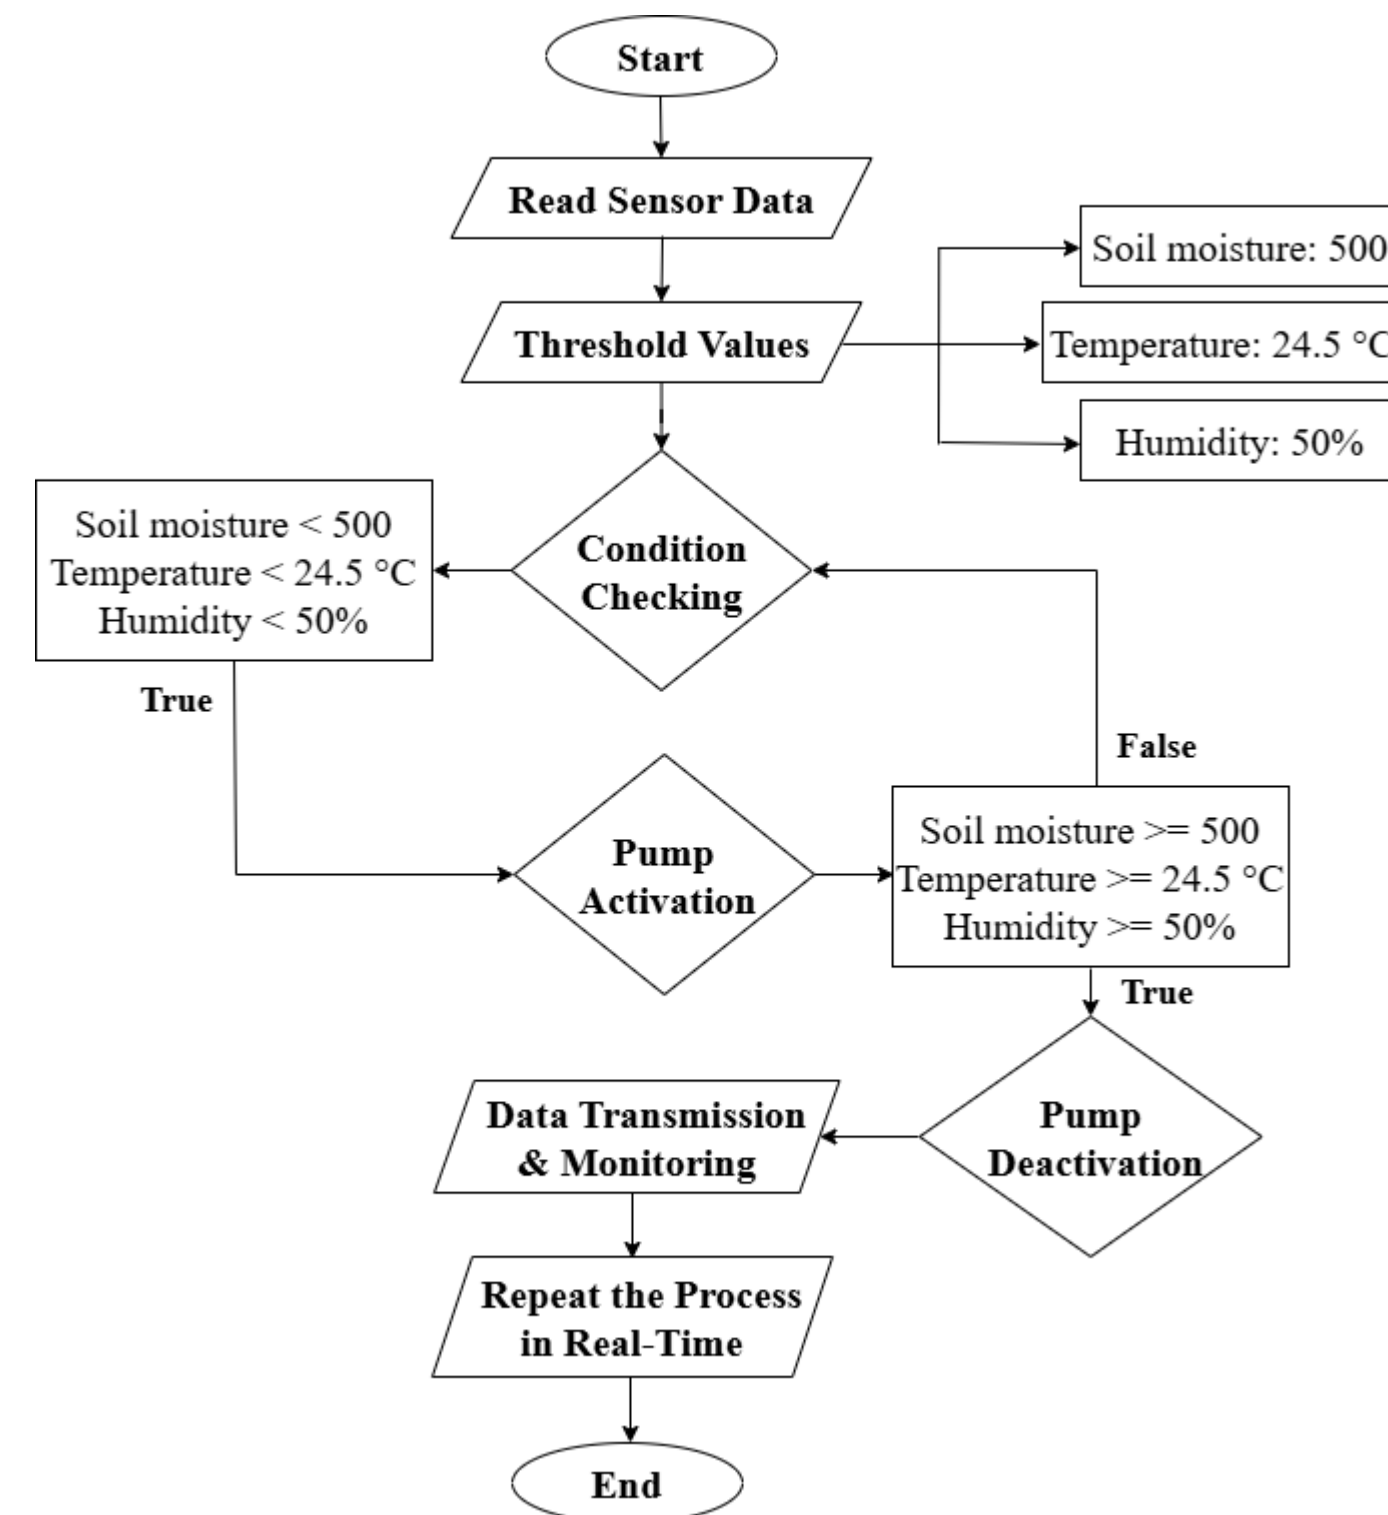 Start
Read Sensor Data
Threshold Values
Soil moisture: 500
Temperature: 24.5 °C
Humidity: 50%
Condition
Checking
Soil moisture < 500
Temperature < 24.5 °C
Humidity < 50%
True
False
Pump
Activation
Soil moisture >= 500
Temperature >= 24.5 °C
Humidity >= 50%
True
Pump
Deactivation
Data Transmission
& Monitoring
Repeat the Process
in Real-Time
End